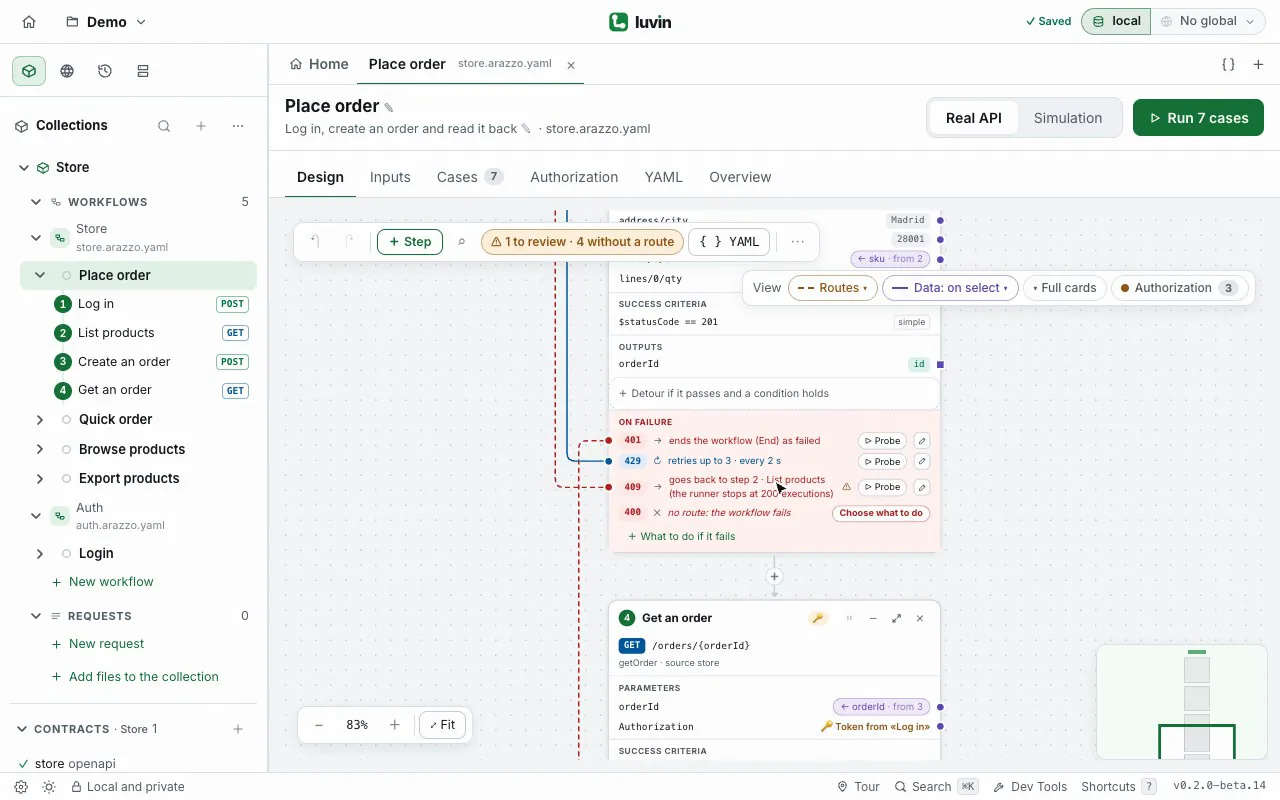 Demo
luvin
Saved
local
No global
Home
Place order
store.arazzo.yaml
Collections
Place order
Log in, create an order and read it back · store.arazzo.yaml
Real API
Simulation
Run 7 cases
Store
Design
Inputs
Cases 7
Authorization
YAML
Overview
WORKFLOWS 5
Store
store.arazzo.yaml
Place order
1 Log in POST
2 List products GET
3 Create an order POST
4 Get an order GET
Quick order
Browse products
Export products
Auth
auth.arazzo.yaml
Login
+ New workflow
REQUESTS 0
+ New request
+ Add files to the collection
CONTRACTS · Store 1
store openapi
address/city Madrid
28001
+ Step
1 to review · 4 without a route
{ } YAML
← sku · from 2
lines/0/qty
View
Routes
Data: on select
Full cards
Authorization 3
SUCCESS CRITERIA
$statusCode == 201 simple
OUTPUTS
orderId id
+ Detour if it passes and a condition holds
ON FAILURE
401 → ends the workflow (End) as failed Probe
429 retries up to 3 · every 2 s Probe
409 → goes back to step 2 · List products
(the runner stops at 200 executions) Probe
400 × no route: the workflow fails Choose what to do
+ What to do if it fails
4 Get an order
GET /orders/{orderId}
getOrder · source store
PARAMETERS
orderId ← orderId · from 3
Authorization Token from «Log in»
SUCCESS CRITERIA
− 83% + Fit
Local and private
Tour
Search ⌘K
Dev Tools
Shortcuts ?
v0.2.0-beta.14